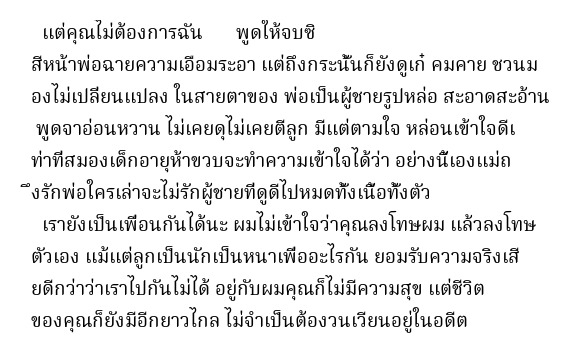 แต่คุณไม่ต้องการฉัน พูดให้จบซิ
สีหน้าพ่อฉายความเอือมระอา แต่ถึงกระนั้นก็ยังดูเก๋ คมคาย ชวนม
องไม่เปลี่ยนแปลง ในสายตาของ พ่อเป็นผู้ชายรูปหล่อ สะอาดสะอ้าน
พูดจาอ่อนหวาน ไม่เคยดุไม่เคยตีลูก มีแต่ตามใจ หล่อนเข้าใจดีเ
ท่าที่สมองเด็กอายุห้าขวบจะทำความเข้าใจได้ว่า อย่างนี้เองแม่ถ
ึงรักพ่อใครเล่าจะไม่รักผู้ชายที่ดูดีไปหมดทั้งเนื้อทั้งตัว
เรายังเป็นเพื่อนกันได้นะ ผมไม่เข้าใจว่าคุณลงโทษผม แล้วลงโทษ
ตัวเอง แม้แต่ลูกเป็นนักเป็นหนาเพื่ออะไรกัน ยอมรับความจริงเสี
ยดีกว่าว่าเราไปกันไม่ได้ อยู่กับผมคุณก็ไม่มีความสุข แต่ชีวิต
ของคุณก็ยังมีอีกยาวไกล ไม่จำเป็นต้องวนเวียนอยู่ในอดีต